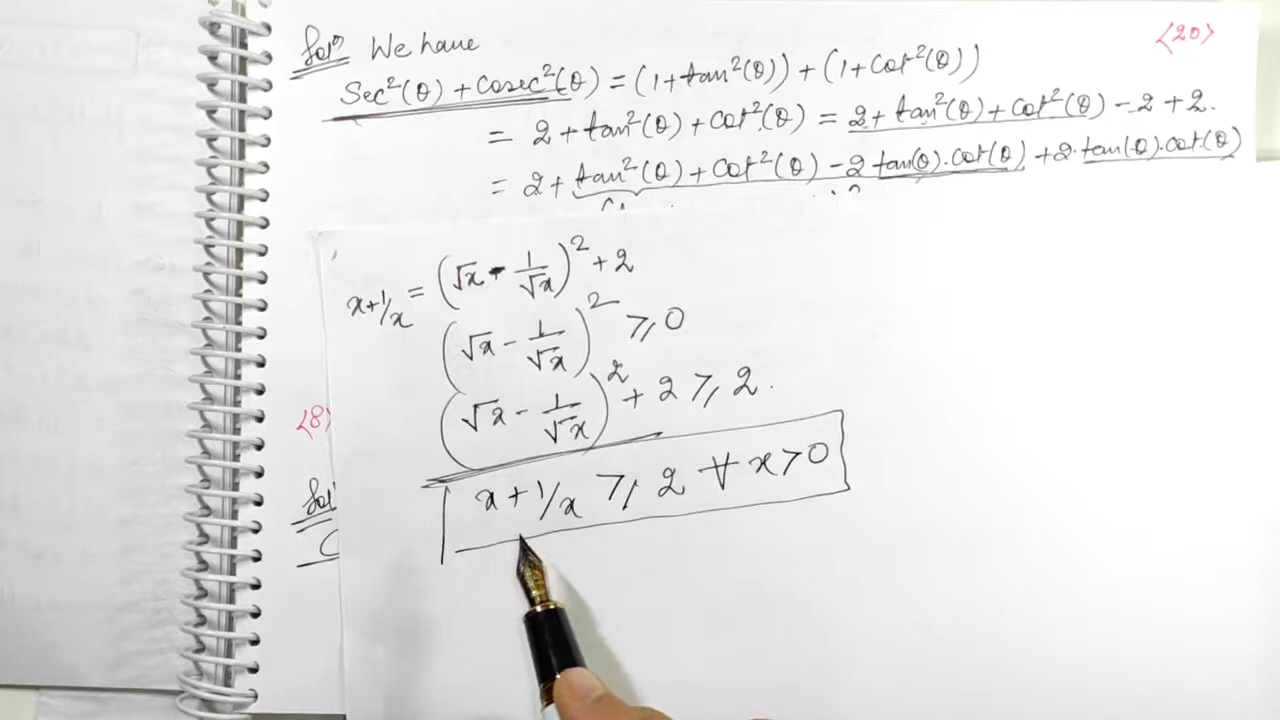 <20>
Solⁿ. We have
Sec²(θ) + Cosec²(θ) = (1+tan²(θ)) + (1+Cot²(θ))
= 2 + tan²(θ) + Cot²(θ) = 2 + tan²(θ) + Cot²(θ) - 2 + 2.
= 2 + tan²(θ) + Cot²(θ) - 2 tan(θ).Cot(θ) + 2.tan(θ).Cot(θ)
x+1/x = (√x - 1/√x)² + 2
(√x - 1/√x)² ⩾ 0
(√x - 1/√x)² + 2 ⩾ 2.
x + 1/x ⩾ 2 ∀ x > 0
<8>
Sol